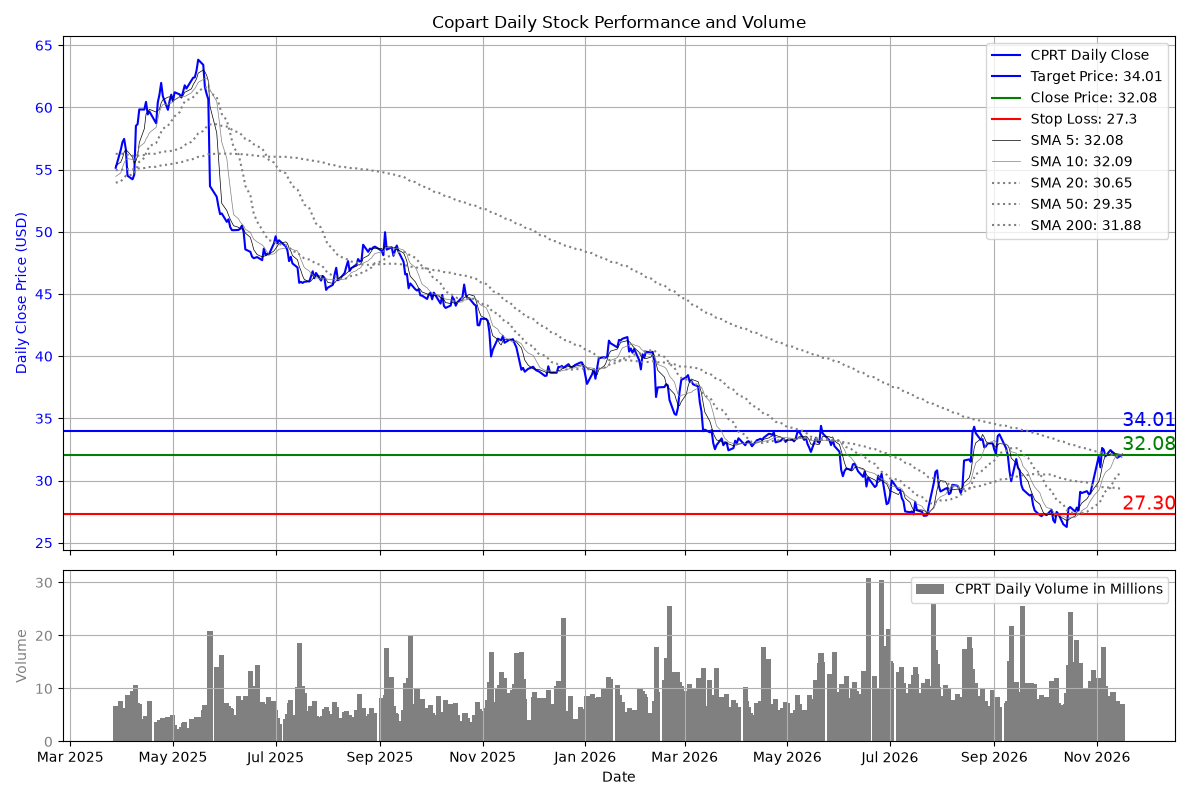 Copart Daily Stock Performance and Volume
Daily Close Price (USD)
65
60
55
50
45
40
35
30
25
CPRT Daily Close
Target Price: 34.01
Close Price: 32.08
Stop Loss: 27.3
SMA 5: 32.08
SMA 10: 32.09
SMA 20: 30.65
SMA 50: 29.35
SMA 200: 31.88
34.01
32.08
27.30
Volume
30
20
10
0
CPRT Daily Volume in Millions
Mar 2025 May 2025 Jul 2025 Sep 2025 Nov 2025 Jan 2026 Mar 2026 May 2026 Jul 2026 Sep 2026 Nov 2026
Date